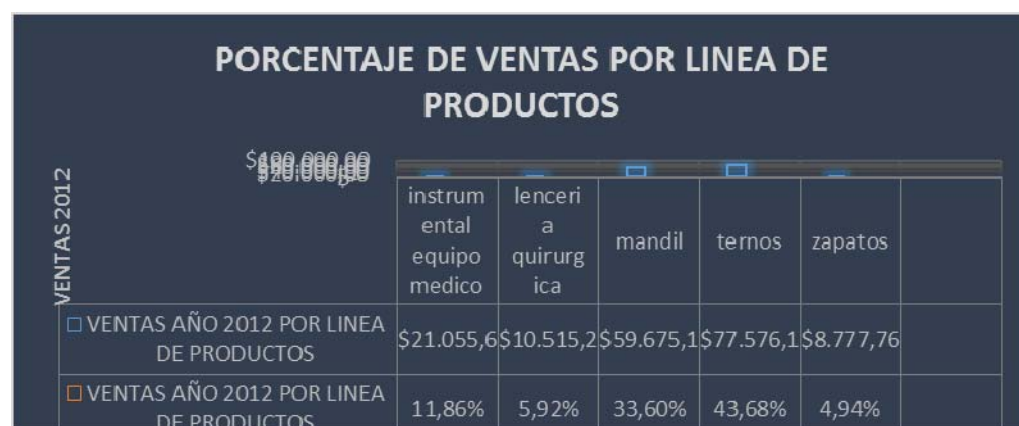 PORCENTAJE DE VENTAS POR LINEA DE
PRODUCTOS
VENTAS 2012
instrum
ental
equipo
medico
lenceri
a
quirurg
ica
mandil
ternos
zapatos
VENTAS AÑO 2012 POR LINEA
DE PRODUCTOS
$21.055,6 $10.515,2 $59.675,1 $77.576,1 $8.777,76
VENTAS AÑO 2012 POR LINEA
DE PRODUCTOS
11,86% 5,92% 33,60% 43,68% 4,94%